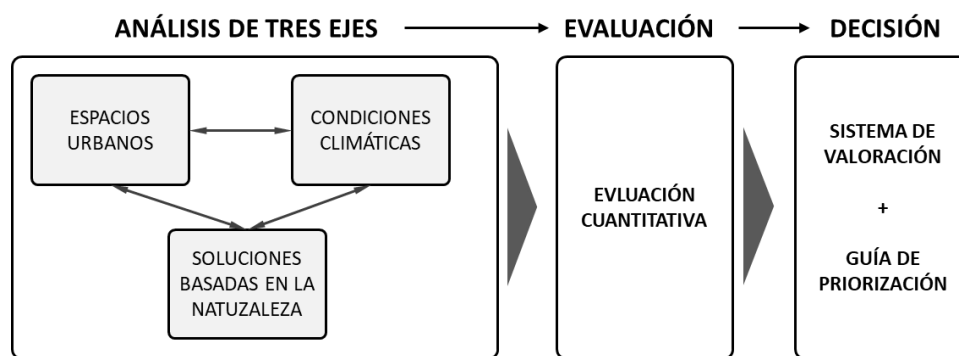 ANÁLISIS DE TRES EJES
EVALUACIÓN
DECISIÓN
ESPACIOS
URBANOS
CONDICIONES
CLIMÁTICAS
SOLUCIONES
BASADAS EN LA
NATUZALEZA
EVLUACIÓN
CUANTITATIVA
SISTEMA DE
VALORACIÓN
+
GUÍA DE
PRIORIZACIÓN